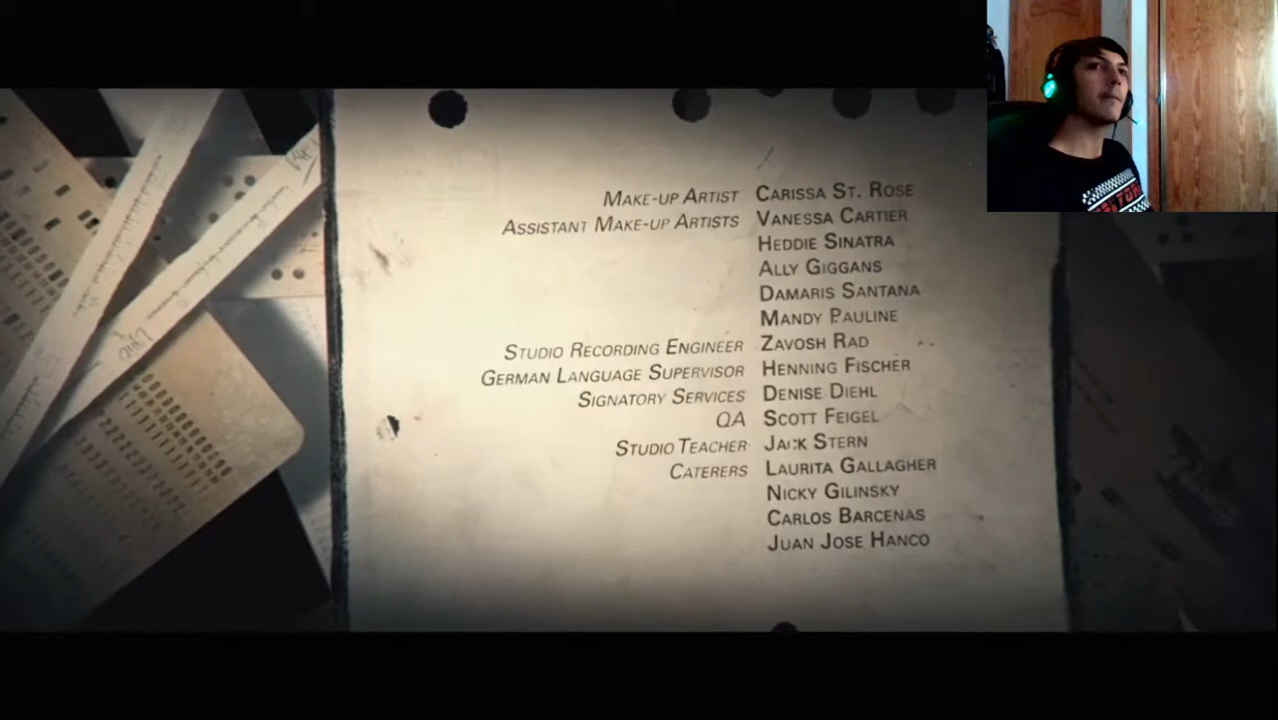 MAKE-UP ARTIST CARISSA ST. ROSE
ASSISTANT MAKE-UP ARTISTS VANESSA CARTIER
HEDDIE SINATRA
ALLY GIGGANS
DAMARIS SANTANA
MANDY PAULINE
STUDIO RECORDING ENGINEER ZAVOSH RAD
GERMAN LANGUAGE SUPERVISOR HENNING FISCHER
SIGNATORY SERVICES DENISE DIEHL
QA SCOTT FEIGEL
STUDIO TEACHER JACK STERN
CATERERS LAURITA GALLAGHER
NICKY GILINSKY
CARLOS BARCENAS
JUAN JOSE HANCO